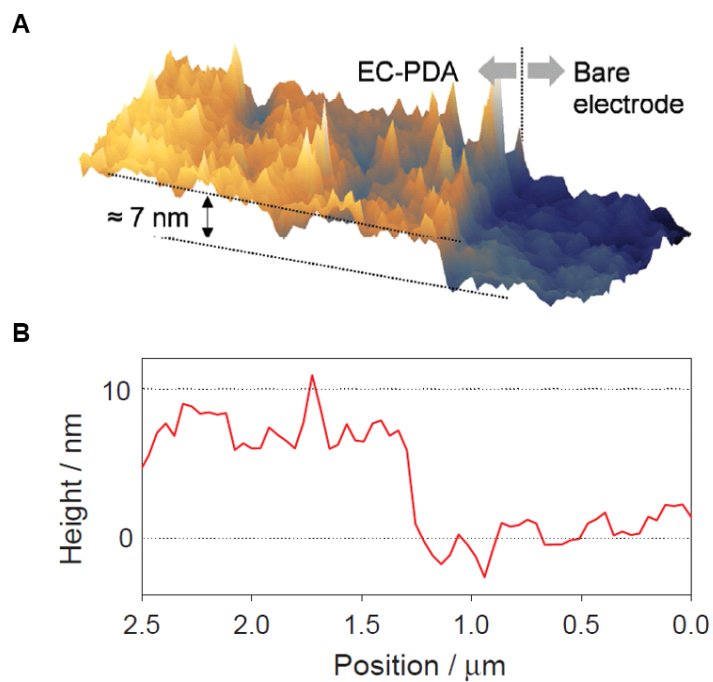 A
EC-PDA
Bare
electrode
≈ 7 nm
B
10
0
Height / nm
2.5 2.0 1.5 1.0 0.5 0.0
Position / μm